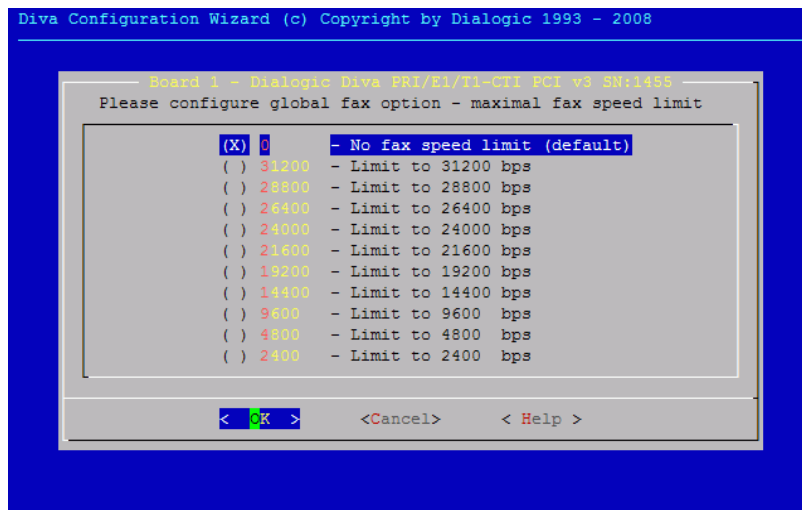 Diva Configuration Wizard (c) Copyright by Dialogic 1993 - 2008
Board 1 - Dialogic Diva PRI/E1/T1-CTI PCI v3 SN:1455
Please configure global fax option - maximal fax speed limit
(X) 0 - No fax speed limit (default)
( ) 31200 - Limit to 31200 bps
( ) 28800 - Limit to 28800 bps
( ) 26400 - Limit to 26400 bps
( ) 24000 - Limit to 24000 bps
( ) 21600 - Limit to 21600 bps
( ) 19200 - Limit to 19200 bps
( ) 14400 - Limit to 14400 bps
( ) 9600 - Limit to 9600 bps
( ) 4800 - Limit to 4800 bps
( ) 2400 - Limit to 2400 bps
< OK > <Cancel> < Help >